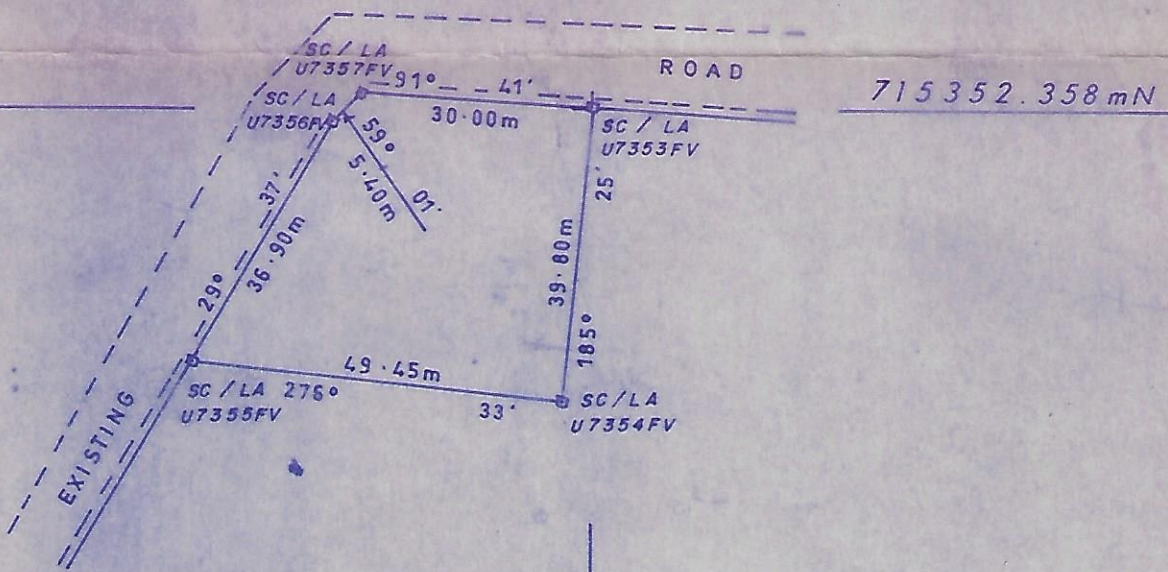 SC / LA
U7357FV
91° 41'
ROAD
715352.358mN
30·00m
SC / LA
U7356FV
59° 01'
5·40m
SC / LA
U7353FV
29° 37'
36·90m
185° 25'
39·80m
49·45m
276° 33'
SC / LA
U7355FV
SC / LA
U7354FV
EXISTING